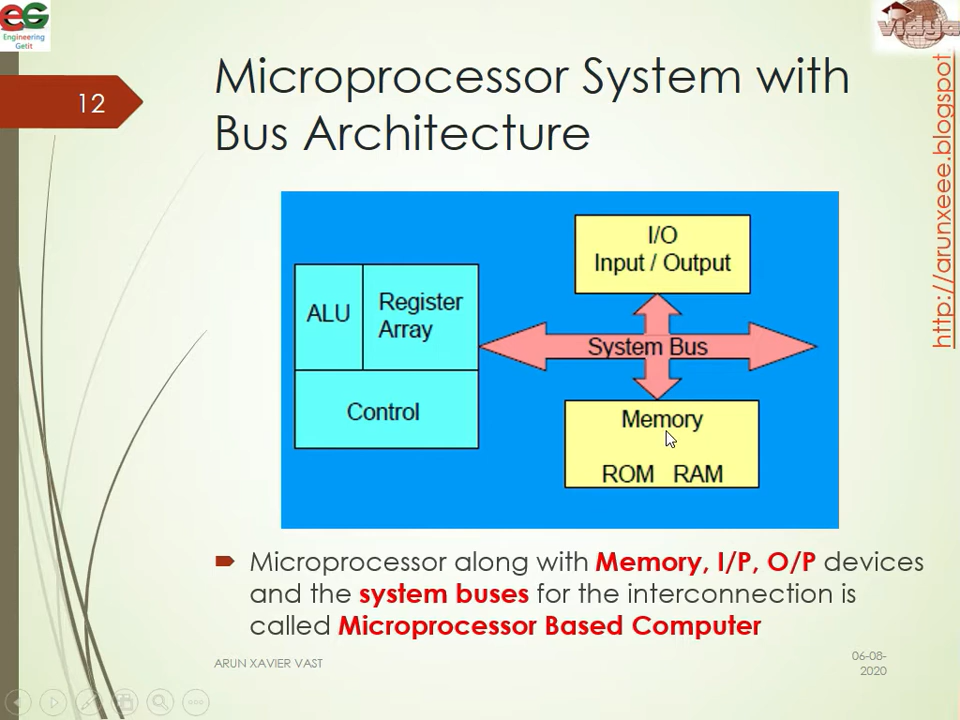 eG
Engineering
Getit
Vidya
http://arunxeee.blogspot.
12
Microprocessor System with
Bus Architecture
I/O
Input / Output
ALU
Register
Array
System Bus
Control
Memory
ROM RAM
Microprocessor along with Memory, I/P, O/P devices
and the system buses for the interconnection is
called Microprocessor Based Computer
ARUN XAVIER VAST
06-08-
2020